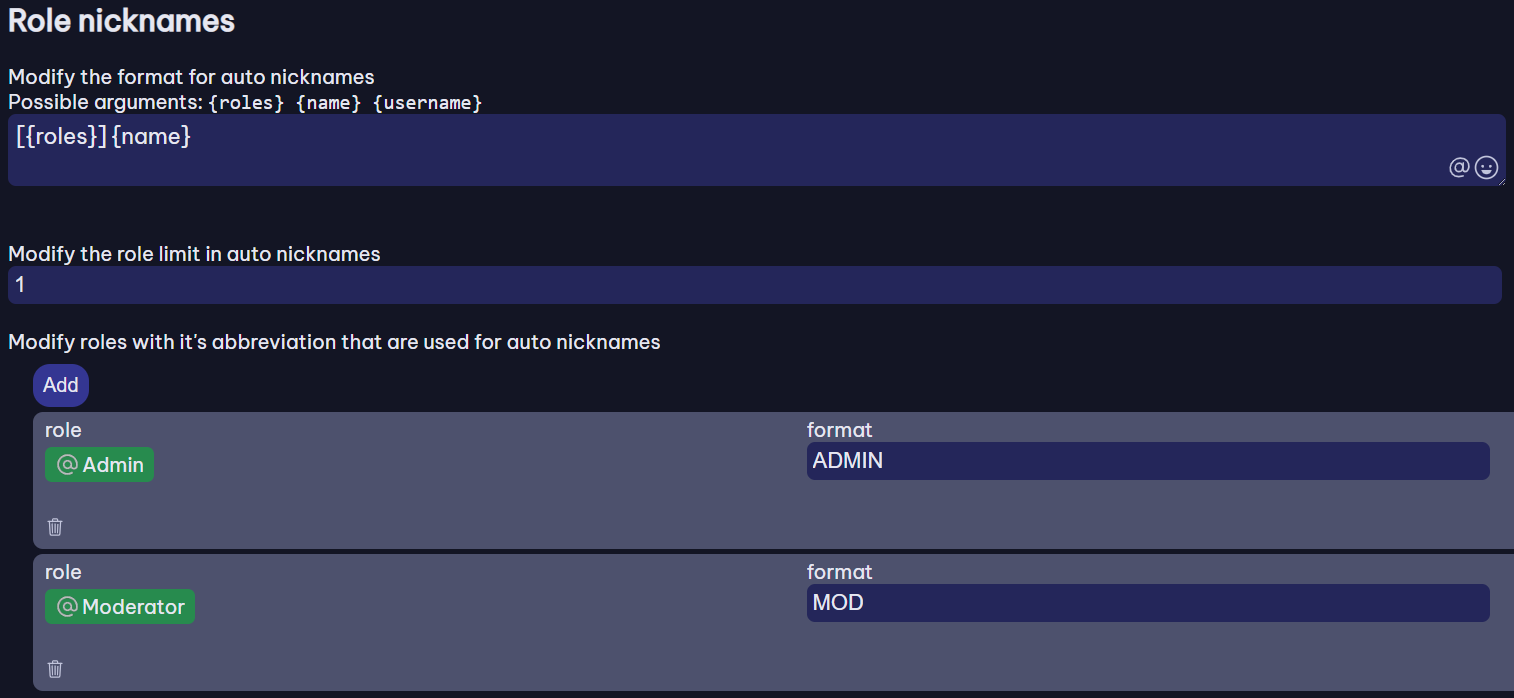 Role nicknames
Modify the format for auto nicknames
Possible arguments: {roles} {name} {username}
[{roles}] {name}
Modify the role limit in auto nicknames
1
Modify roles with it's abbreviation that are used for auto nicknames
Add
role format
@Admin ADMIN
role format
@Moderator MOD